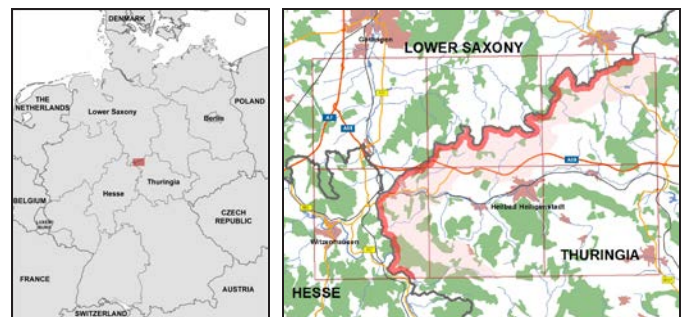 DENMARK
THE
NETHERLANDS
Lower Saxony
POLAND
Berlin
Hesse
Thuringia
BELGIUM
CZECH
REPUBLIC
FRANCE
AUSTRIA
SWITZERLAND
Göttingen
LOWER SAXONY
A7
A38
A38
Heilbad Heiligenstadt
Witzenhausen
THURINGIA
HESSE